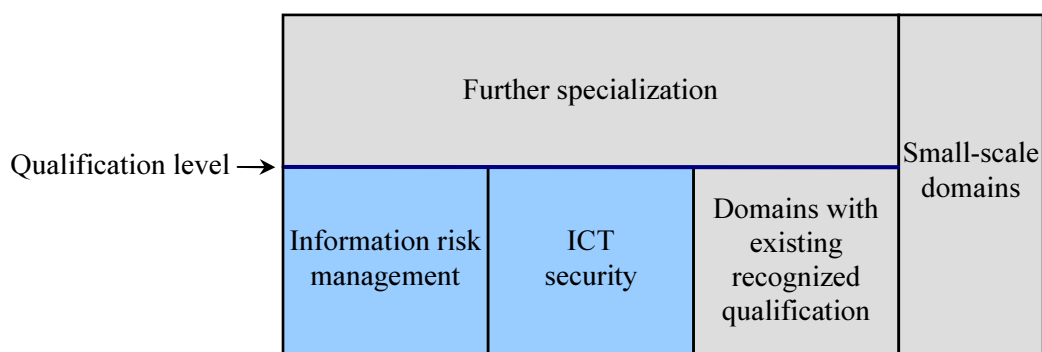 Further specialization
Qualification level
Small-scale
domains
Information risk
management
ICT
security
Domains with
existing
recognized
qualification